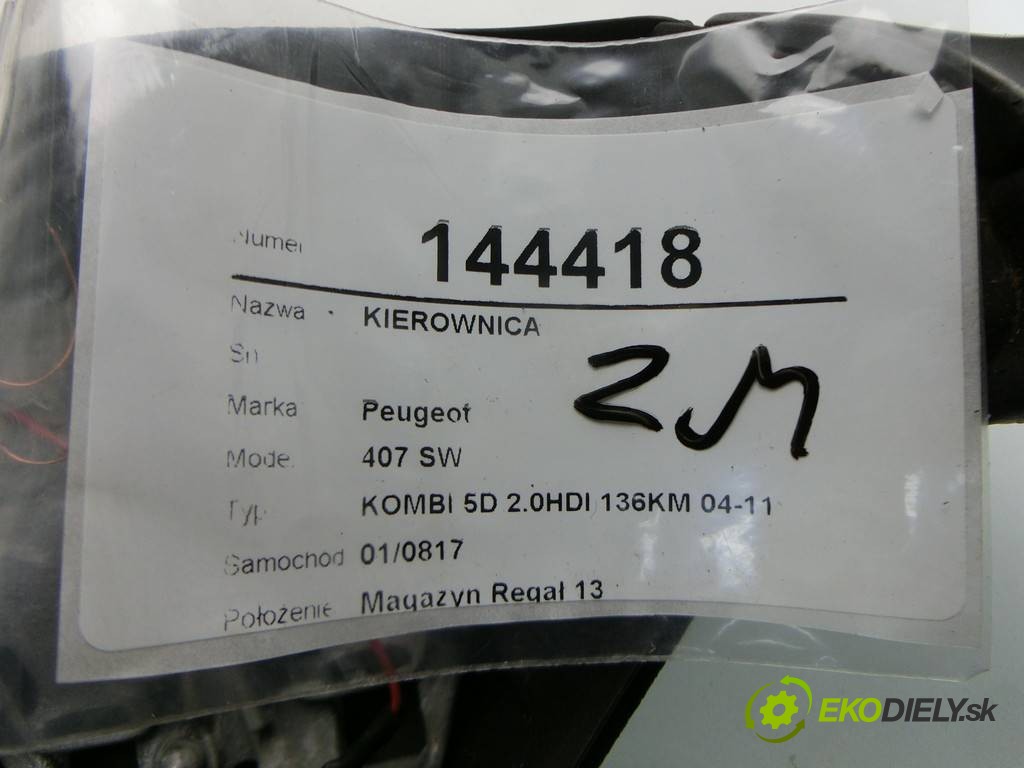 Numer 144418
Nazwa KIEROWNICA
Sn
2M
Marka Peugeot
Model 407 SW
Typ KOMBI 5D 2.0HDI 136KM 04-11
Samochod 01/0817
Położenie Magazyn Regał 13
EKODIELY.sk